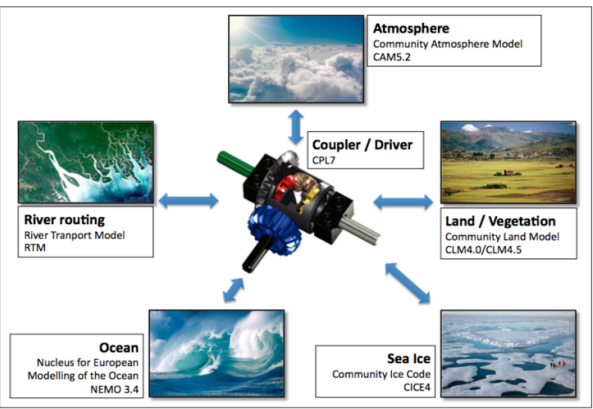 Atmosphere
Community Atmosphere Model
CAM5.2
Coupler / Driver
CPL7
River routing
River Tranport Model
RTM
Land / Vegetation
Community Land Model
CLM4.0/CLM4.5
Ocean
Nucleus for European
Modelling of the Ocean
NEMO 3.4
Sea Ice
Community Ice Code
CICE4